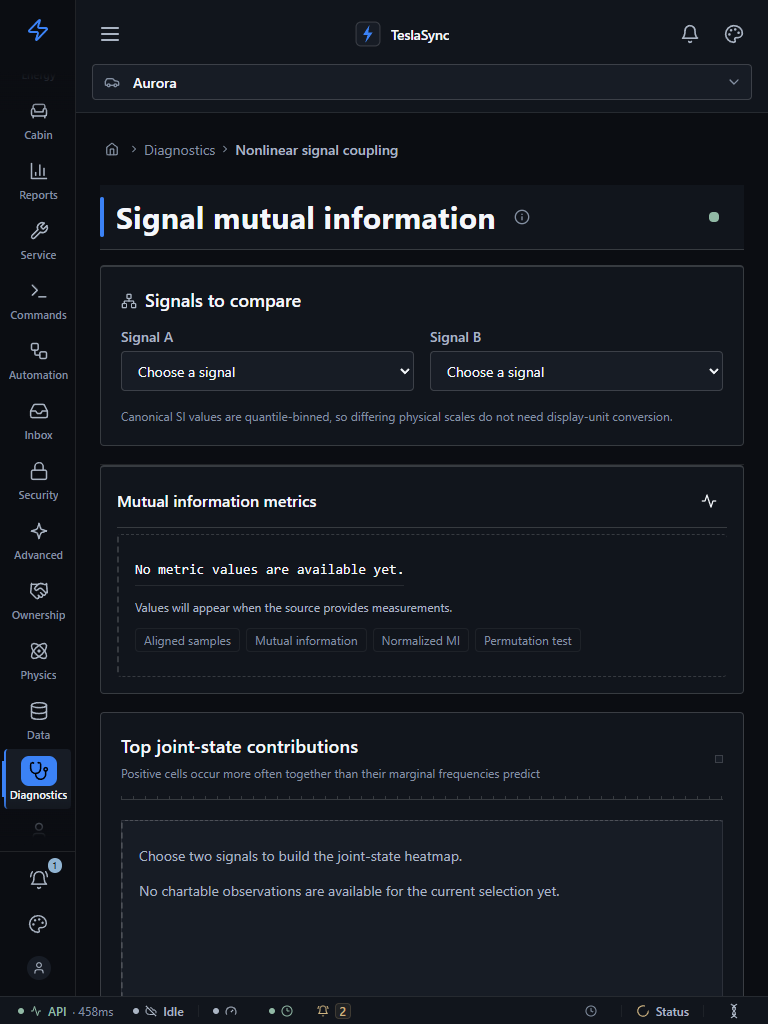 TeslaSync
Aurora
Diagnostics
Nonlinear signal coupling
Signal mutual information
Signals to compare
Signal A
Signal B
Choose a signal
Choose a signal
Canonical SI values are quantile-binned, so differing physical scales do not need display-unit conversion.
Mutual information metrics
No metric values are available yet.
Values will appear when the source provides measurements.
Aligned samples
Mutual information
Normalized MI
Permutation test
Top joint-state contributions
Positive cells occur more often together than their marginal frequencies predict
Choose two signals to build the joint-state heatmap.
No chartable observations are available for the current selection yet.
Cabin
Reports
Service
Commands
Automation
Inbox
Security
Advanced
Ownership
Physics
Data
Diagnostics
1
API · 458ms
Idle
2
Status